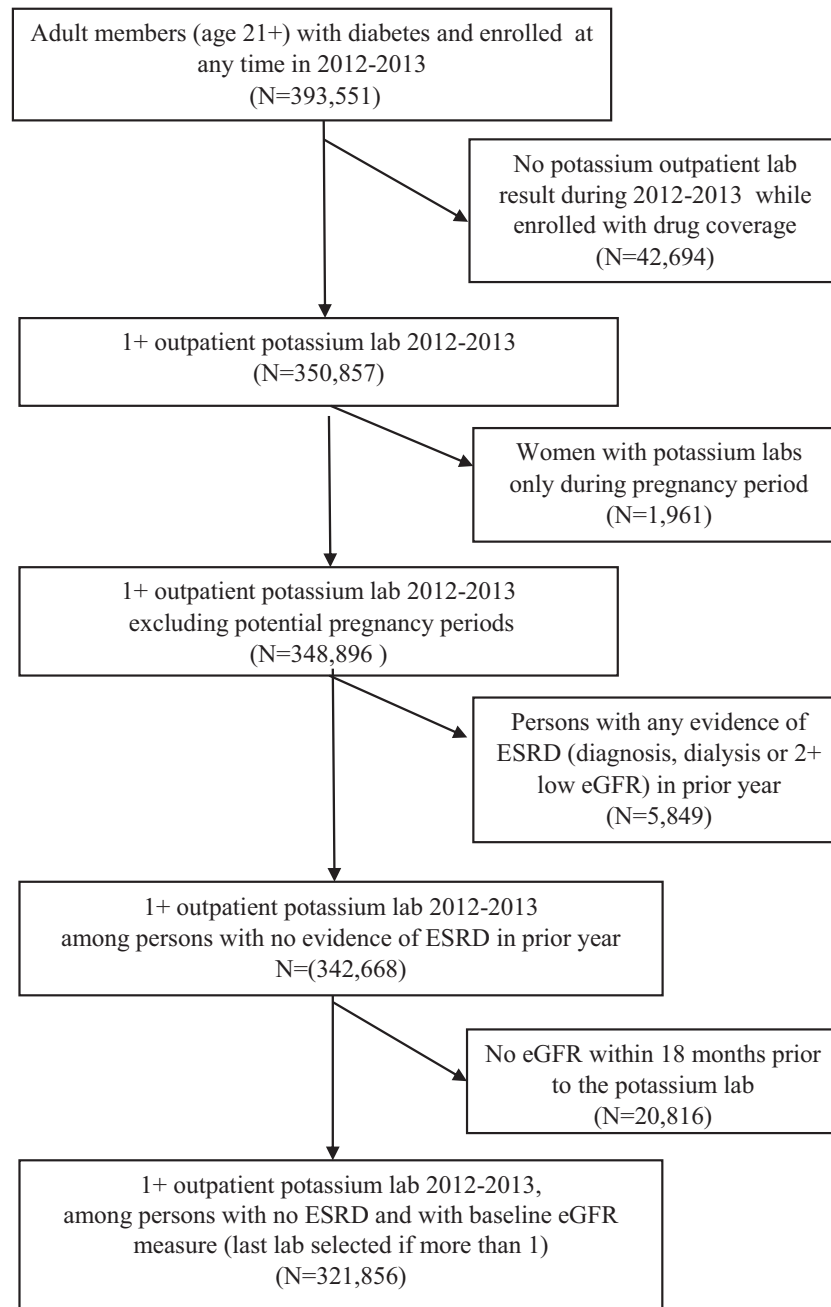 Adult members (age 21+) with diabetes and enrolled at
any time in 2012-2013
(N=393,551)
No potassium outpatient lab
result during 2012-2013 while
enrolled with drug coverage
(N=42,694)
1+ outpatient potassium lab 2012-2013
(N=350,857)
Women with potassium labs
only during pregnancy period
(N=1,961)
1+ outpatient potassium lab 2012-2013
excluding potential pregnancy periods
(N=348,896 )
Persons with any evidence of
ESRD (diagnosis, dialysis or 2+
low eGFR) in prior year
(N=5,849)
1+ outpatient potassium lab 2012-2013
among persons with no evidence of ESRD in prior year
N=(342,668)
No eGFR within 18 months prior
to the potassium lab
(N=20,816)
1+ outpatient potassium lab 2012-2013,
among persons with no ESRD and with baseline eGFR
measure (last lab selected if more than 1)
(N=321,856)